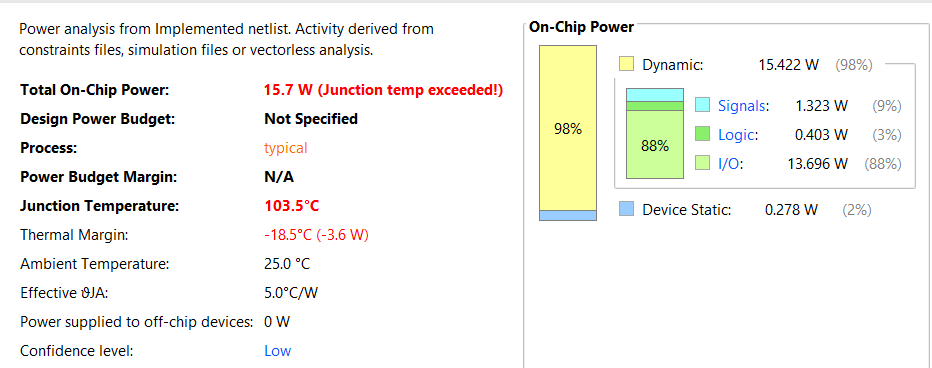 Power analysis from Implemented netlist. Activity derived from
constraints files, simulation files or vectorless analysis.
Total On-Chip Power: 15.7 W (Junction temp exceeded!)
Design Power Budget: Not Specified
Process: typical
Power Budget Margin: N/A
Junction Temperature: 103.5°C
Thermal Margin: -18.5°C (-3.6 W)
Ambient Temperature: 25.0 °C
Effective ϑJA: 5.0°C/W
Power supplied to off-chip devices: 0 W
Confidence level: Low
On-Chip Power
98%
Dynamic: 15.422 W (98%)
88%
Signals: 1.323 W (9%)
Logic: 0.403 W (3%)
I/O: 13.696 W (88%)
Device Static: 0.278 W (2%)